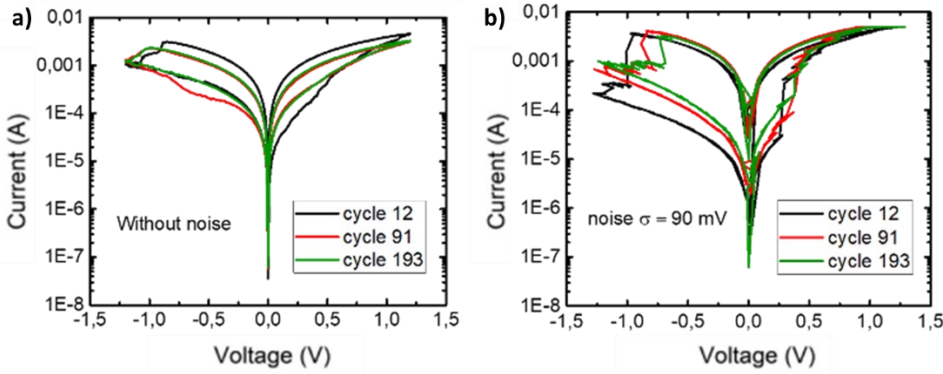 a)
0,01
0,001
1E-4
1E-5
1E-6
1E-7
1E-8
Current (A)
Without noise
cycle 12
cycle 91
cycle 193
-1,5 -1,0 -0,5 0,0 0,5 1,0 1,5
Voltage (V)
b)
0,01
0,001
1E-4
1E-5
1E-6
1E-7
1E-8
Current (A)
noise σ = 90 mV
cycle 12
cycle 91
cycle 193
-1,5 -1,0 -0,5 0,0 0,5 1,0 1,5
Voltage (V)